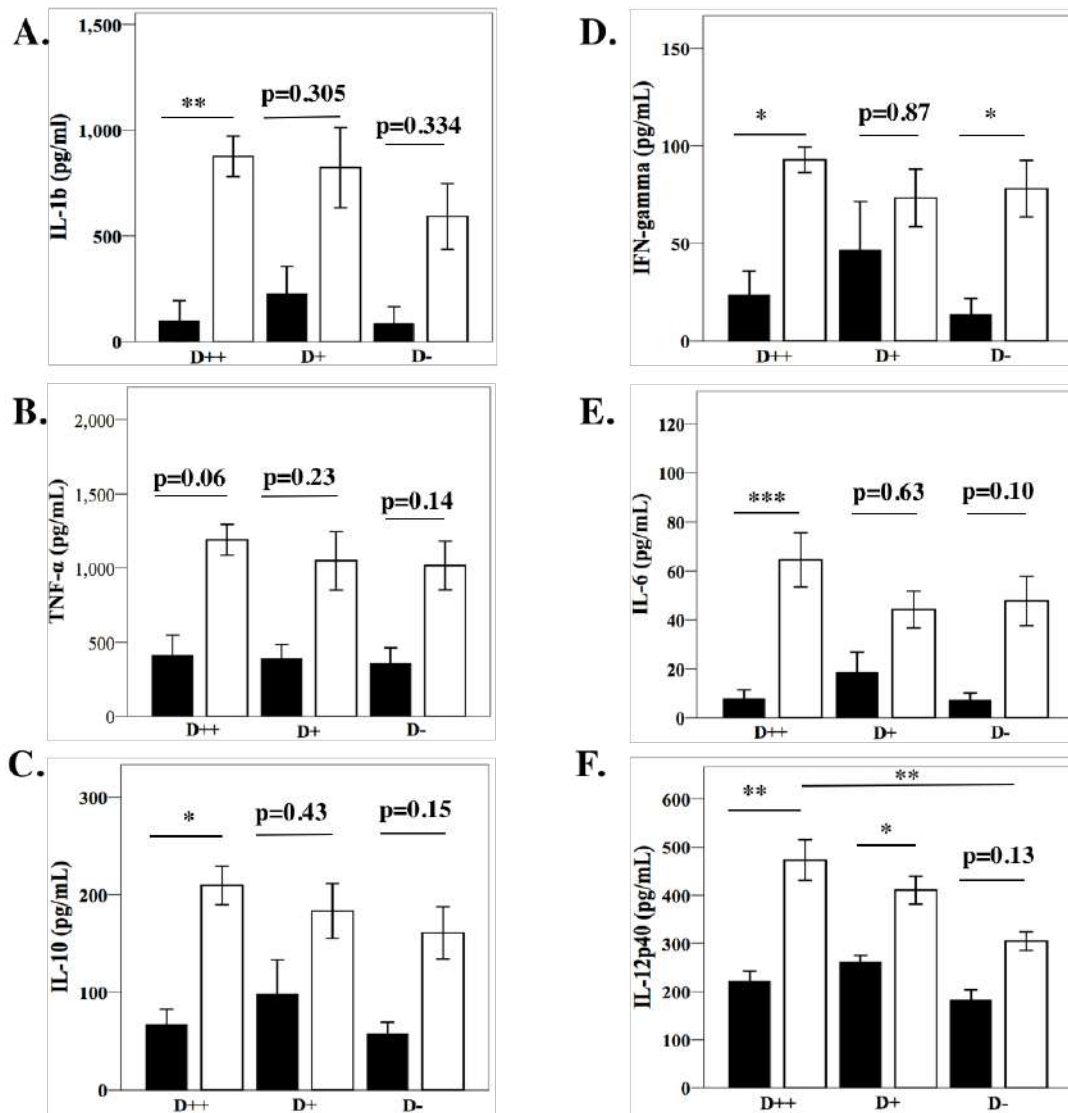 A.
IL-1b (pg/ml)
1,500
1,000
500
0
**
p=0.305
p=0.334
D++ D+ D-
B.
TNF-α (pg/mL)
2,000
1,500
1,000
500
0
p=0.06
p=0.23
p=0.14
D++ D+ D-
C.
IL-10 (pg/mL)
300
200
100
0
*
p=0.43
p=0.15
D++ D+ D-
D.
IFN-gamma (pg/mL)
150
100
50
0
*
p=0.87
*
D++ D+ D-
E.
IL-6 (pg/mL)
120
100
80
60
40
20
0
***
p=0.63
p=0.10
D++ D+ D-
F.
IL-12p40 (pg/mL)
600
500
400
300
200
100
0
**
**
*
p=0.13
D++ D+ D-